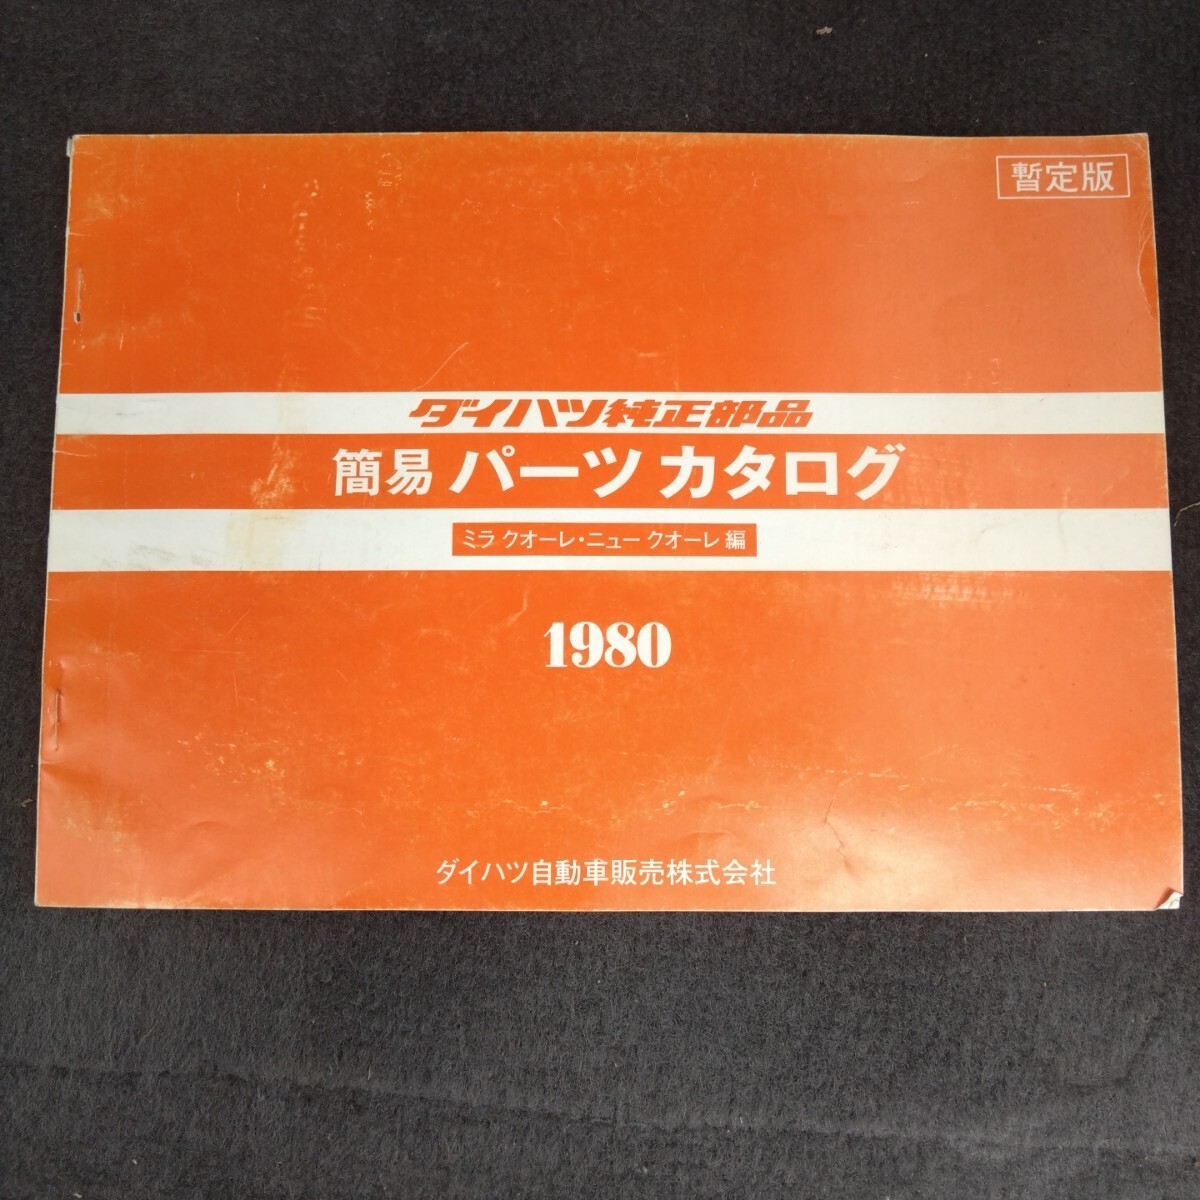 暫定版
ダイハツ純正部品
簡易 パーツ カタログ
ミラ クオーレ・ニュー クオーレ 編
1980
ダイハツ自動車販売株式会社